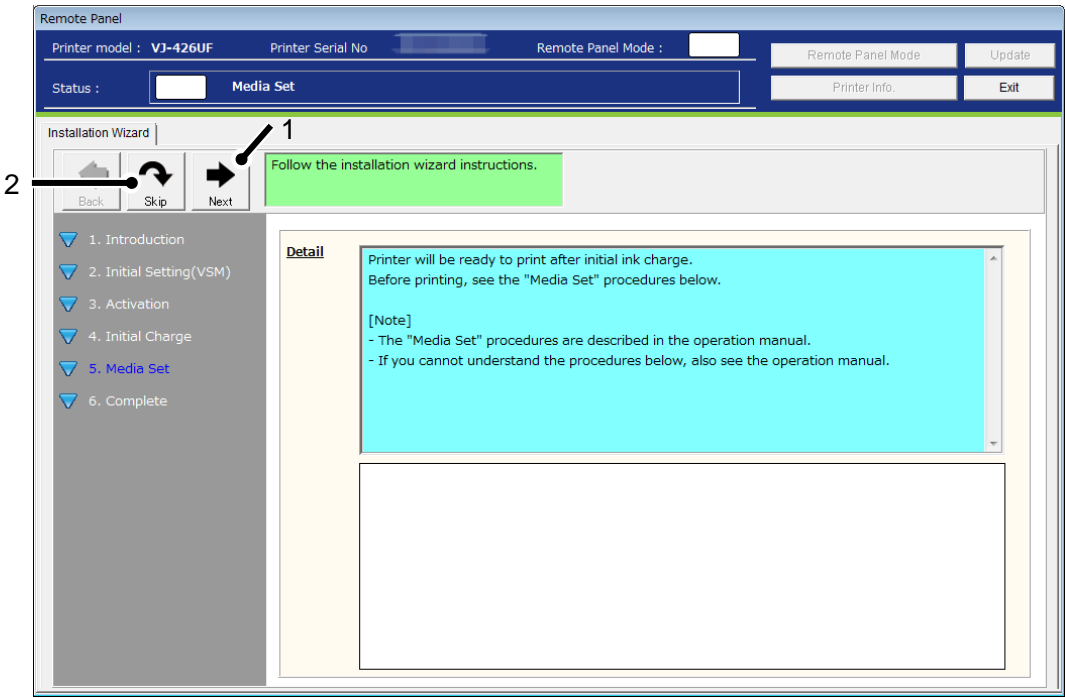 Remote Panel
Printer model : VJ-426UF Printer Serial No Remote Panel Mode :
Remote Panel Mode Update
Status : Media Set
Printer Info. Exit
Installation Wizard
1
2
Back Skip Next
Follow the installation wizard instructions.
1. Introduction
2. Initial Setting(VSM)
3. Activation
4. Initial Charge
5. Media Set
6. Complete
Detail
Printer will be ready to print after initial ink charge.
Before printing, see the "Media Set" procedures below.
[Note]
- The "Media Set" procedures are described in the operation manual.
- If you cannot understand the procedures below, also see the operation manual.